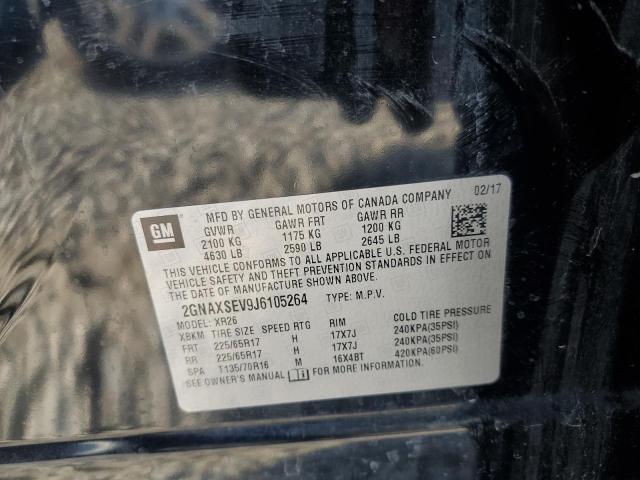 GM
MFD BY GENERAL MOTORS OF CANADA COMPANY 02/17
GVWR GAWR FRT GAWR RR
2100 KG 1175 KG 1200 KG
4630 LB 2590 LB 2645 LB
THIS VEHICLE CONFORMS TO ALL APPLICABLE U.S. FEDERAL MOTOR
VEHICLE SAFETY AND THEFT PREVENTION STANDARDS IN EFFECT ON
THE DATE OF MANUFACTURE SHOWN ABOVE.
2GNAXSEV9J6105264 TYPE: M.P.V.
MODEL: XR26
XBKM TIRE SIZE SPEED RTG RIM COLD TIRE PRESSURE
FRT 225/65R17 H 17X7J 240KPA(35PSI)
RR 225/65R17 H 17X7J 240KPA(35PSI)
SPA T135/70R16 M 16X4BT 420KPA(60PSI)
SEE OWNER'S MANUAL FOR MORE INFORMATION